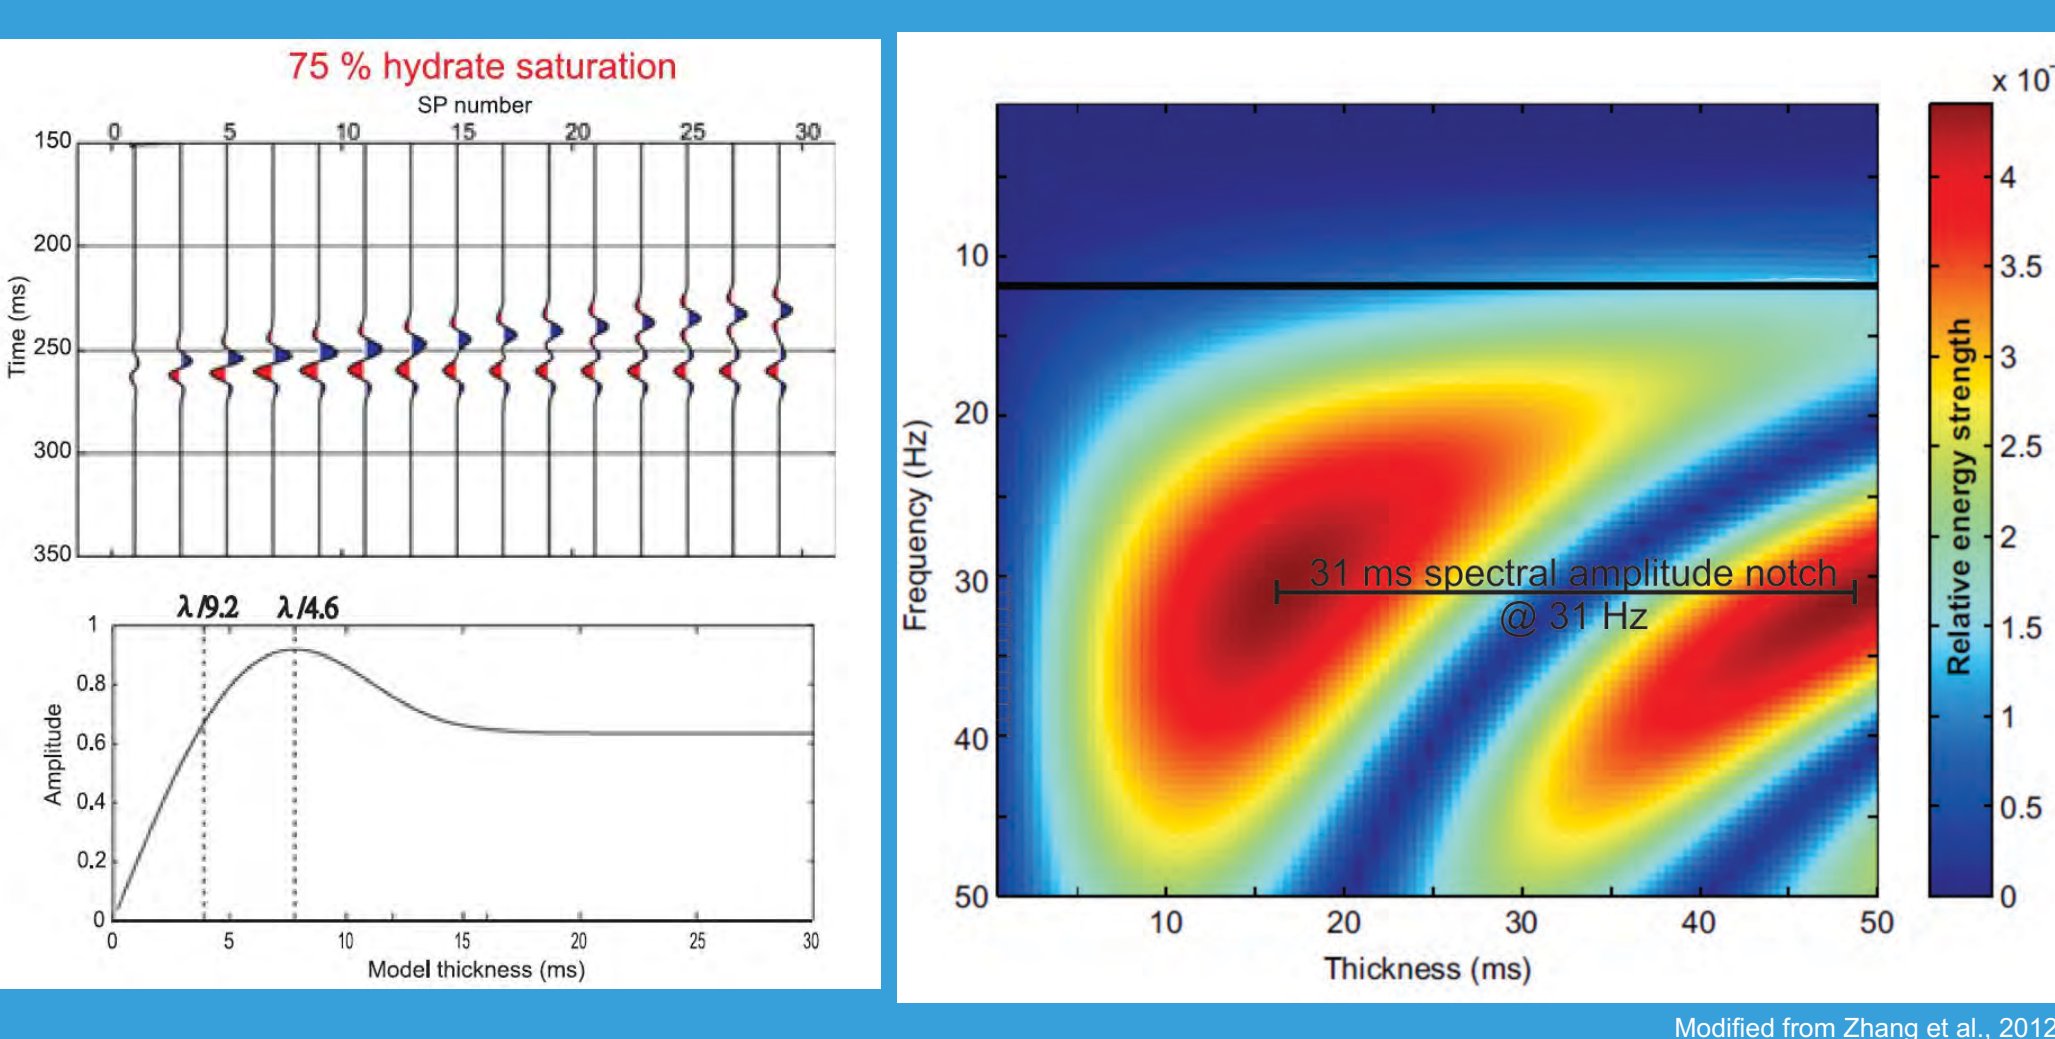 75 % hydrate saturation
SP number
0 5 10 15 20 25 30
150
200
250
300
350
Time (ms)
λ/9.2 λ/4.6
1
0.8
0.6
0.4
0.2
0
Amplitude
0 5 10 15 20 25 30
Model thickness (ms)
10
20
30
40
50
Frequency (Hz)
31 ms spectral amplitude notch
@ 31 Hz
10 20 30 40 50
Thickness (ms)
x 10
4
3.5
3
2.5
2
1.5
1
0.5
0
Relative energy strength
Modified from Zhang et al., 2012